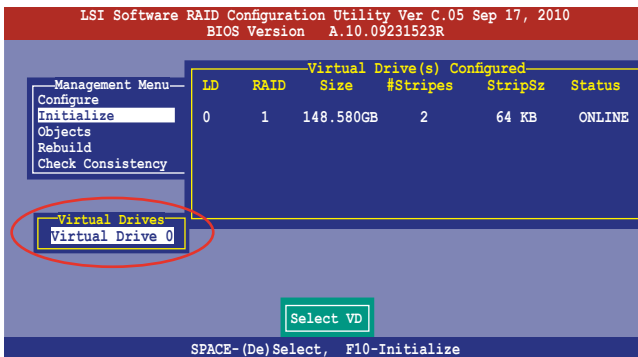 LSI Software RAID Configuration Utility Ver C.05 Sep 17, 2010
BIOS Version A.10.09231523R
Virtual Drive(s) Configured
LD RAID Size #Stripes StripSz Status
0 1 148.580GB 2 64 KB ONLINE
Management Menu
Configure
Initialize
Objects
Rebuild
Check Consistency
Virtual Drives
Virtual Drive 0
Select VD
SPACE-(De)Select, F10-Initialize